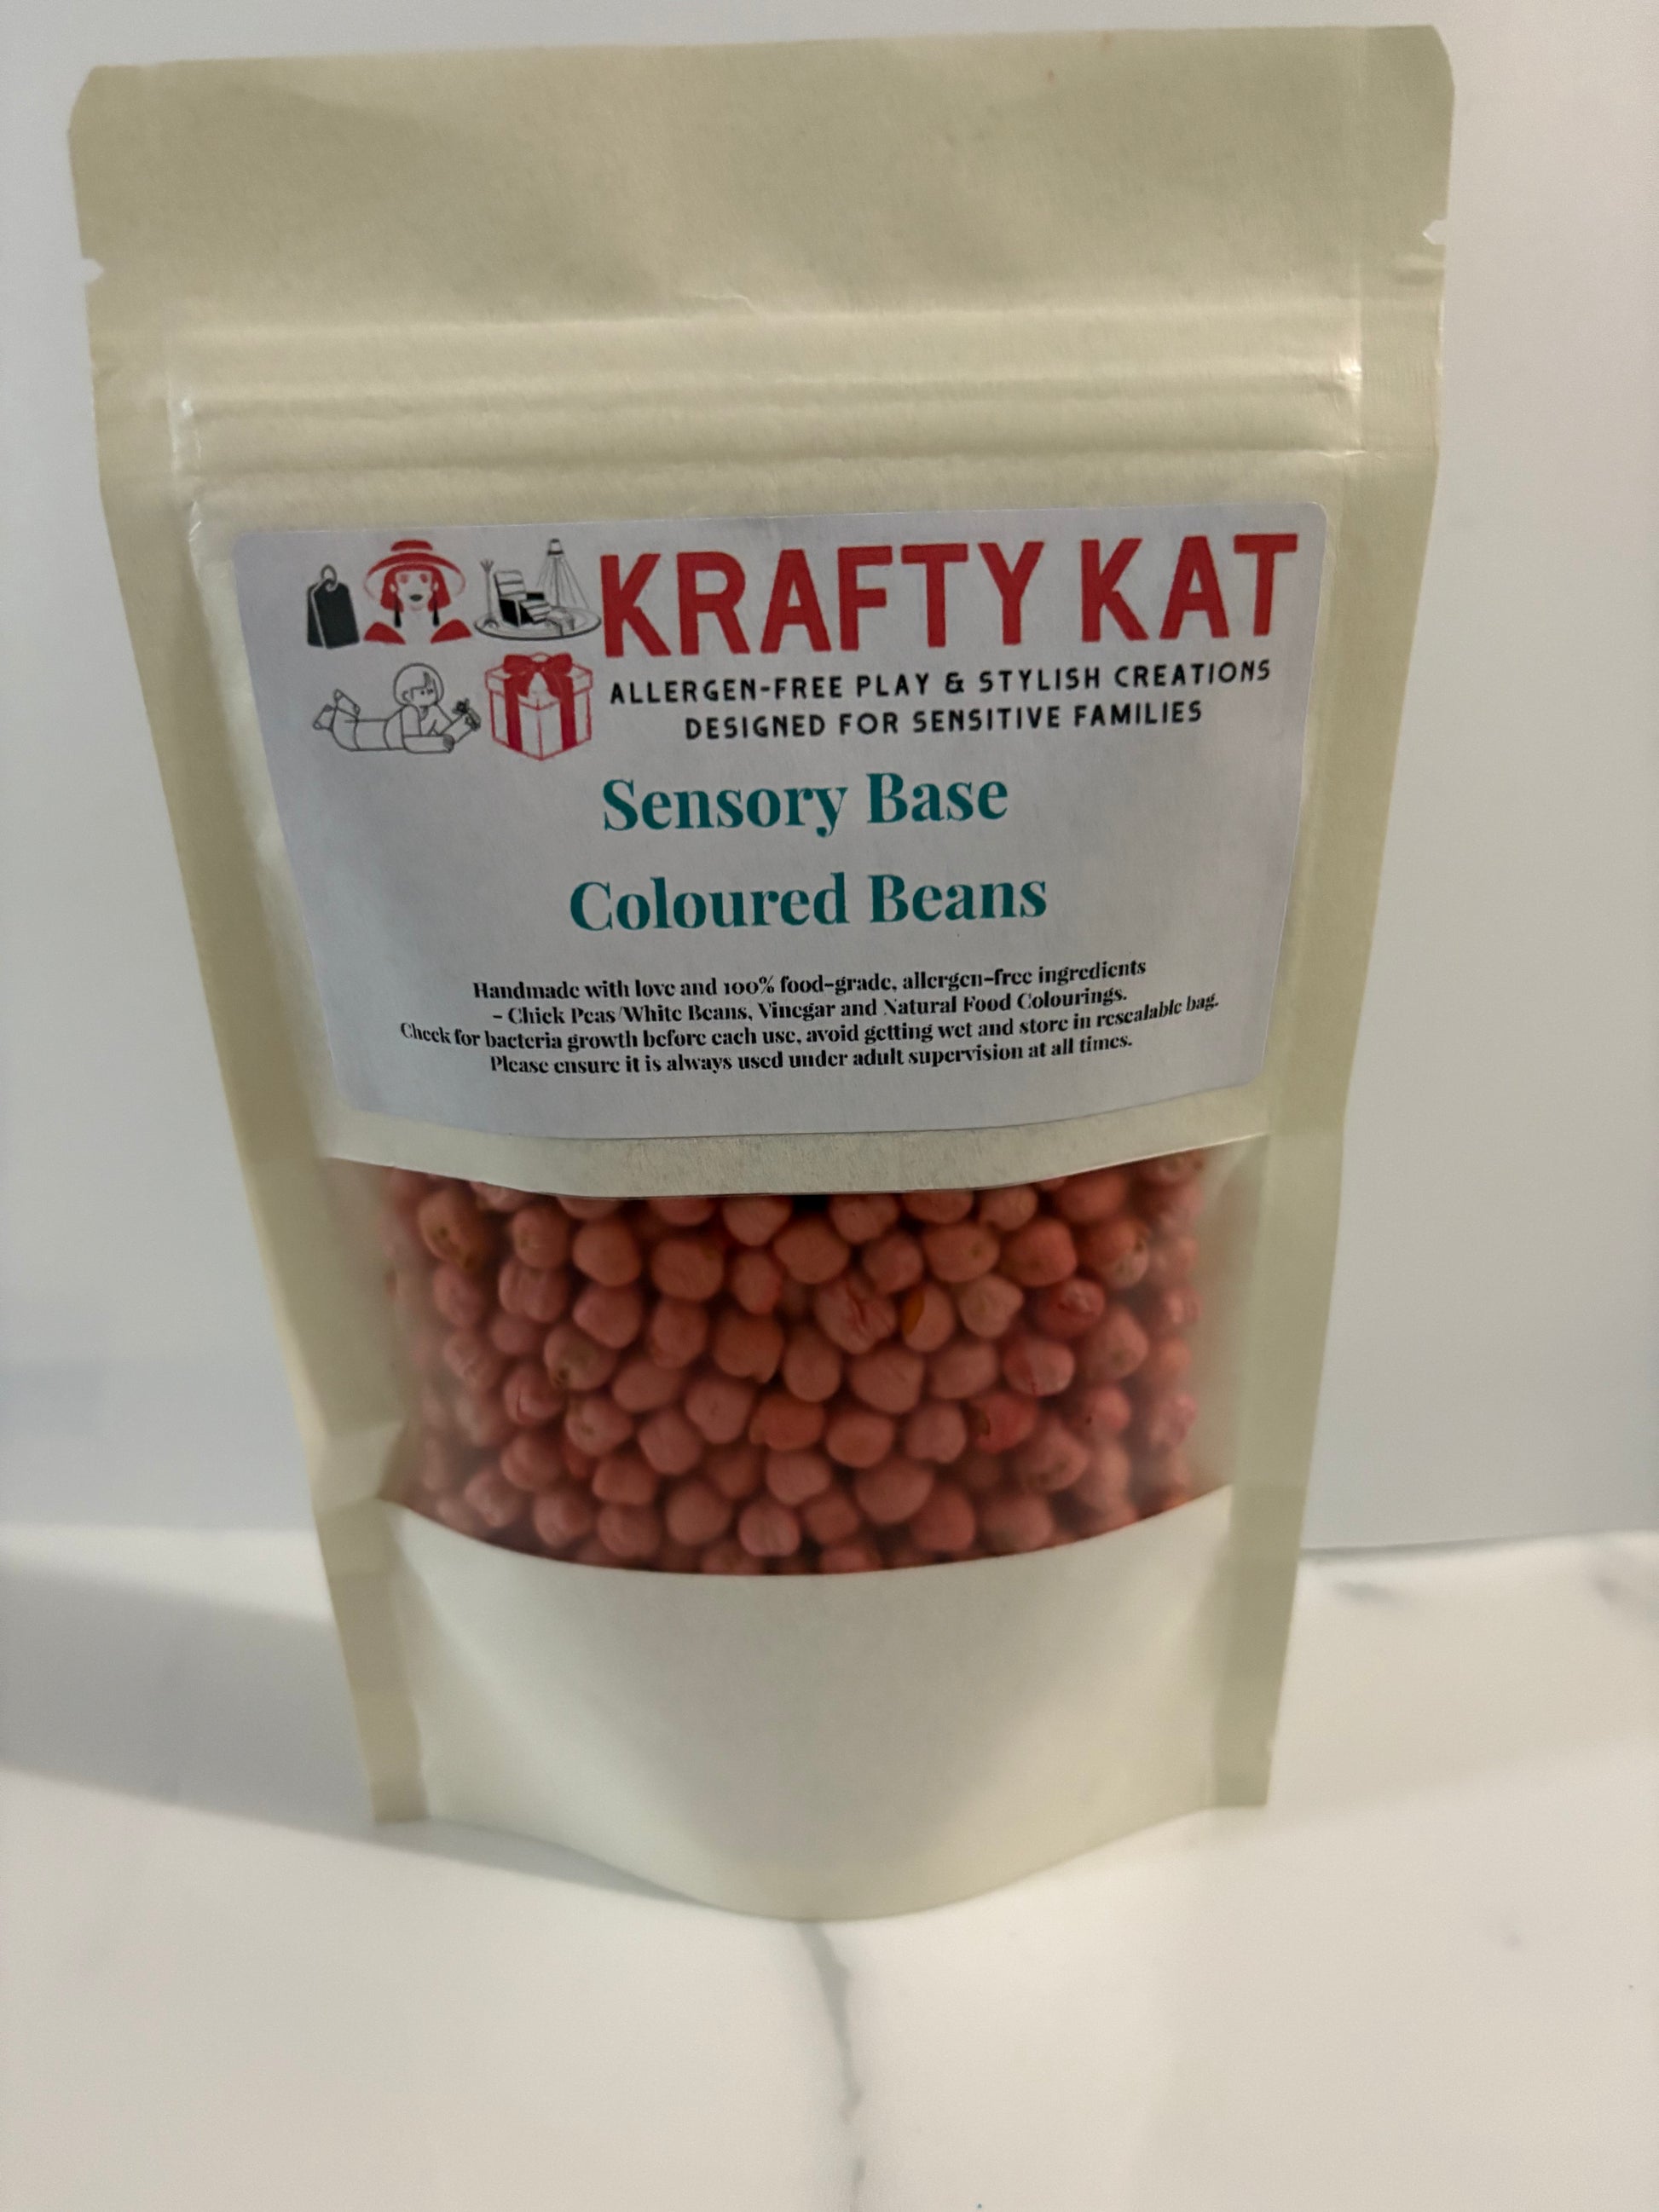 KRAFTY KAT
ALLERGEN-FREE PLAY & STYLISH CREATIONS
DESIGNED FOR SENSITIVE FAMILIES
Sensory Base
Coloured Beans
Handmade with love and 100% food-grade, allergen-free ingredients
- Chick Peas/White Beans, Vinegar and Natural Food Colourings.
Check for bacteria growth before each use, avoid getting wet and store in resealable bag.
Please ensure it is always used under adult supervision at all times.